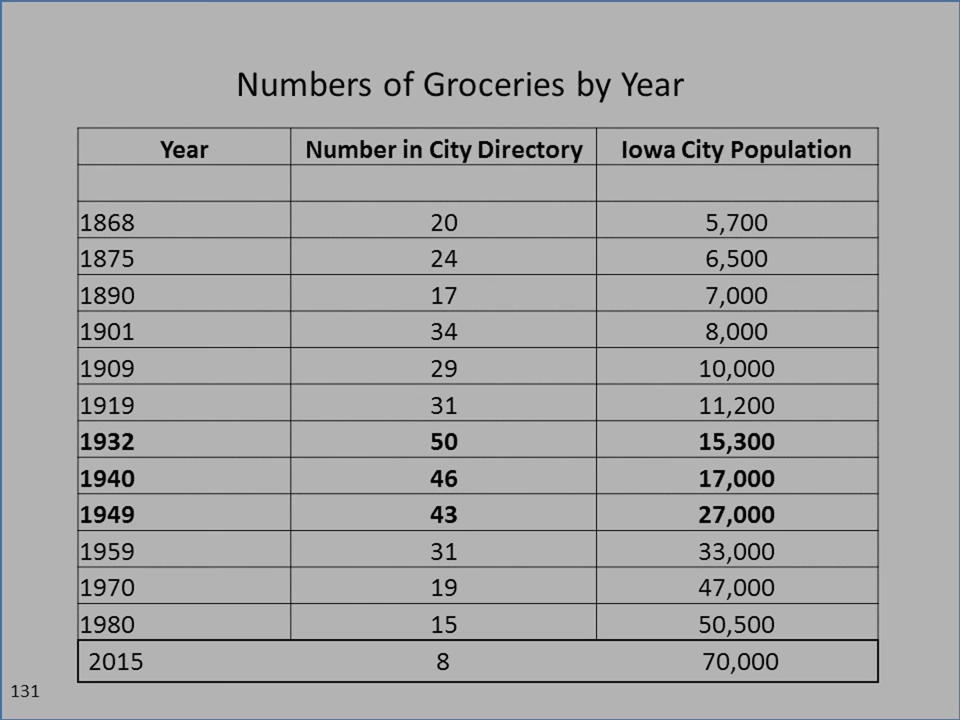 Numbers of Groceries by Year
Year Number in City Directory Iowa City Population
1868 20 5,700
1875 24 6,500
1890 17 7,000
1901 34 8,000
1909 29 10,000
1919 31 11,200
1932 50 15,300
1940 46 17,000
1949 43 27,000
1959 31 33,000
1970 19 47,000
1980 15 50,500
2015 8 70,000
131